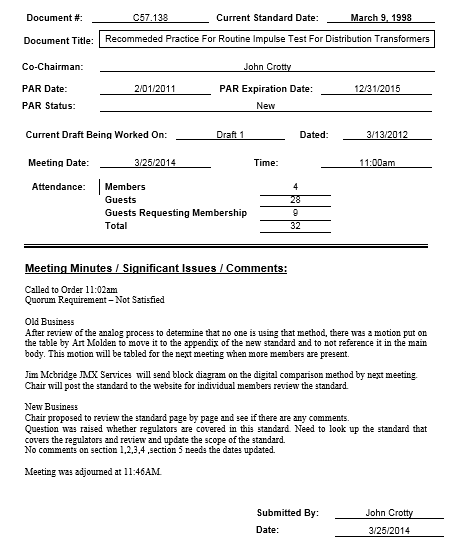 Document #: C57.138 Current Standard Date: March 9, 1998
Document Title: Recommeded Practice For Routine Impulse Test For Distribution Transformers
Co-Chairman: John Crotty
PAR Date: 2/01/2011 PAR Expiration Date: 12/31/2015
PAR Status: New
Current Draft Being Worked On: Draft 1 Dated: 3/13/2012
Meeting Date: 3/25/2014 Time: 11:00am
Attendance: Members 4
Guests 28
Guests Requesting Membership 9
Total 32
Meeting Minutes / Significant Issues / Comments:
Called to Order 11:02am
Quorum Requirement – Not Satisfied
Old Business
After review of the analog process to determine that no one is using that method, there was a motion put on
the table by Art Molden to move it to the appendix of the new standard and to not reference it in the main
body. This motion will be tabled for the next meeting when more members are present.
Jim Mcbridge JMX Services will send block diagram on the digital comparison method by next meeting.
Chair will post the standard to the website for individual members review the standard.
New Business
Chair proposed to review the standard page by page and see if there are any comments.
Question was raised whether regulators are covered in this standard. Need to look up the standard that
covers the regulators and review and update the scope of the standard.
No comments on section 1,2,3,4 ,section 5 needs the dates updated.
Meeting was adjourned at 11:46AM.
Submitted By: John Crotty
Date: 3/25/2014